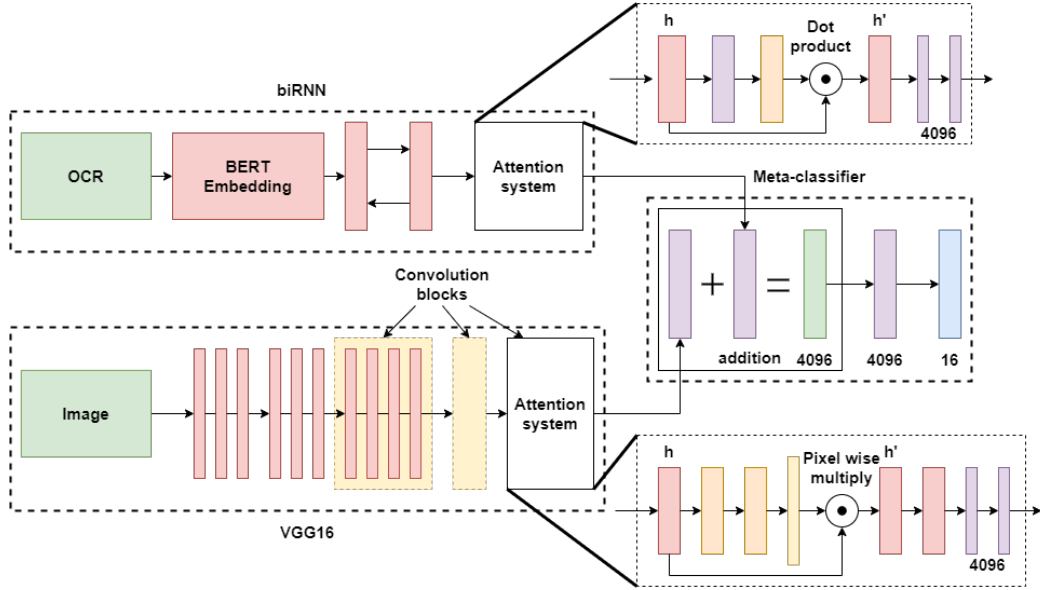 h
Dot
product
h'
4096
biRNN
OCR
BERT
Embedding
Attention
system
Meta-classifier
+
=
addition
4096
4096
16
Convolution
blocks
Image
Attention
system
VGG16
h
Pixel wise
multiply
h'
4096